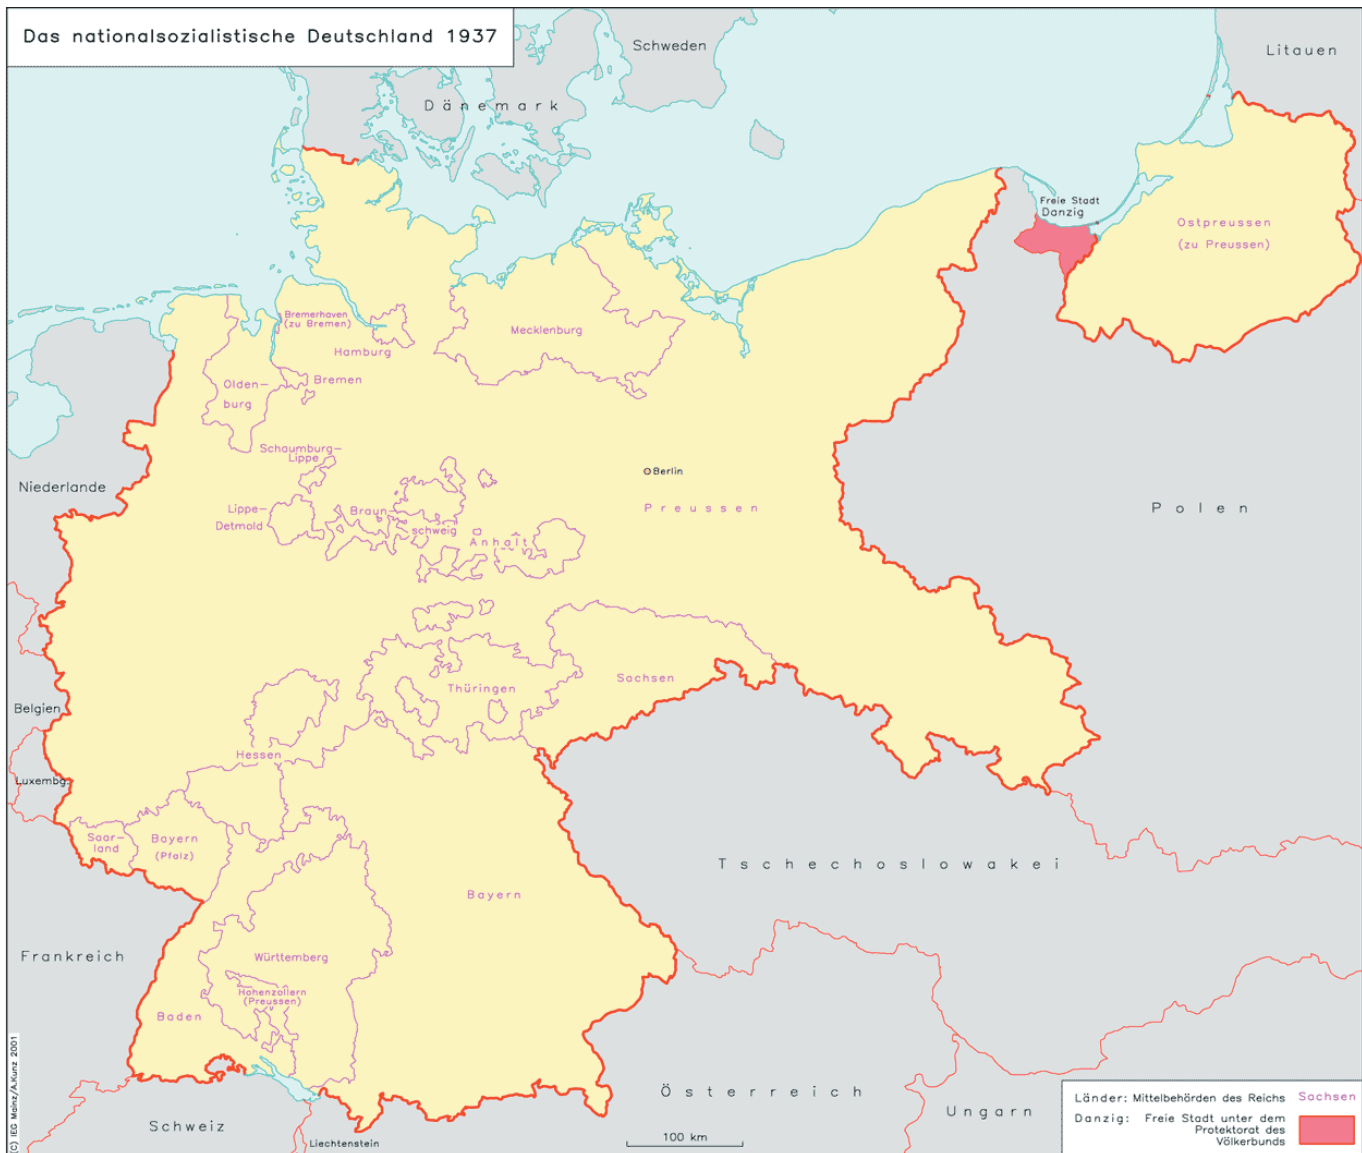 Das nationalsozialistische Deutschland 1937
Schweden
Litauen
Dänemark
Freie Stadt
Danzig
Ostpreussen
(zu Preussen)
Bremerhaven
(zu Bremen)
Mecklenburg
Hamburg
Bremen
Olden-
burg
Schaumburg-
Lippe
Berlin
Niederlande
Lippe-
Detmold
Braun-
schweig
Preussen
Polen
Anhalt
Thüringen
Sachsen
Belgien
Hessen
Luxembg.
Saar-
land
Bayern
(Pfalz)
Tschechoslowakei
Bayern
Frankreich
Württemberg
Hohenzollern
(Preussen)
Baden
Österreich
Ungarn
Schweiz
Liechtenstein
100 km
Länder: Mittelbehörden des Reichs Sachsen
Danzig: Freie Stadt unter dem
Protektorat des
Völkerbunds
(C) IEG Mainz/A.Kunz 2001